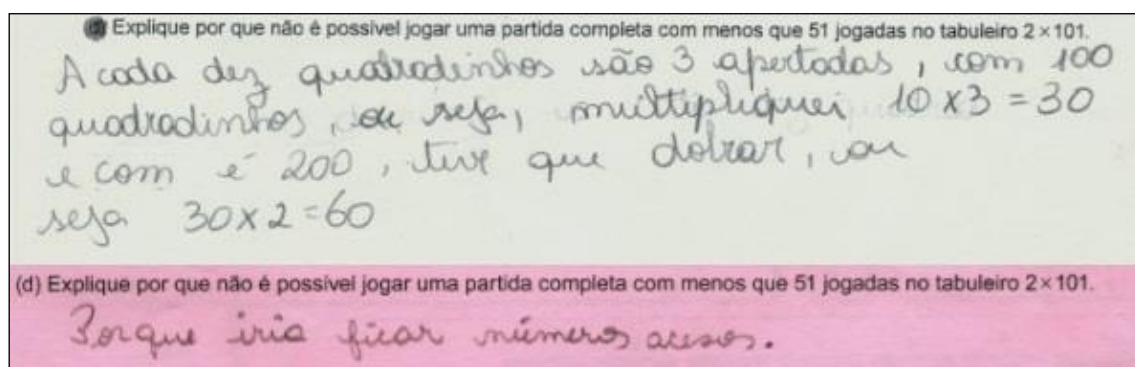 (d) Explique por que não é possível jogar uma partida completa com menos que 51 jogadas no tabuleiro 2×101.
A cada dez quadradinhos são 3 apertadas, com 100
quadradinhos, ou seja, multipliquei 10 x 3 = 30
e com é 200, tive que dobrar, ou
seja 30 x 2 = 60
(d) Explique por que não é possível jogar uma partida completa com menos que 51 jogadas no tabuleiro 2×101.
Porque iria ficar números acesos.